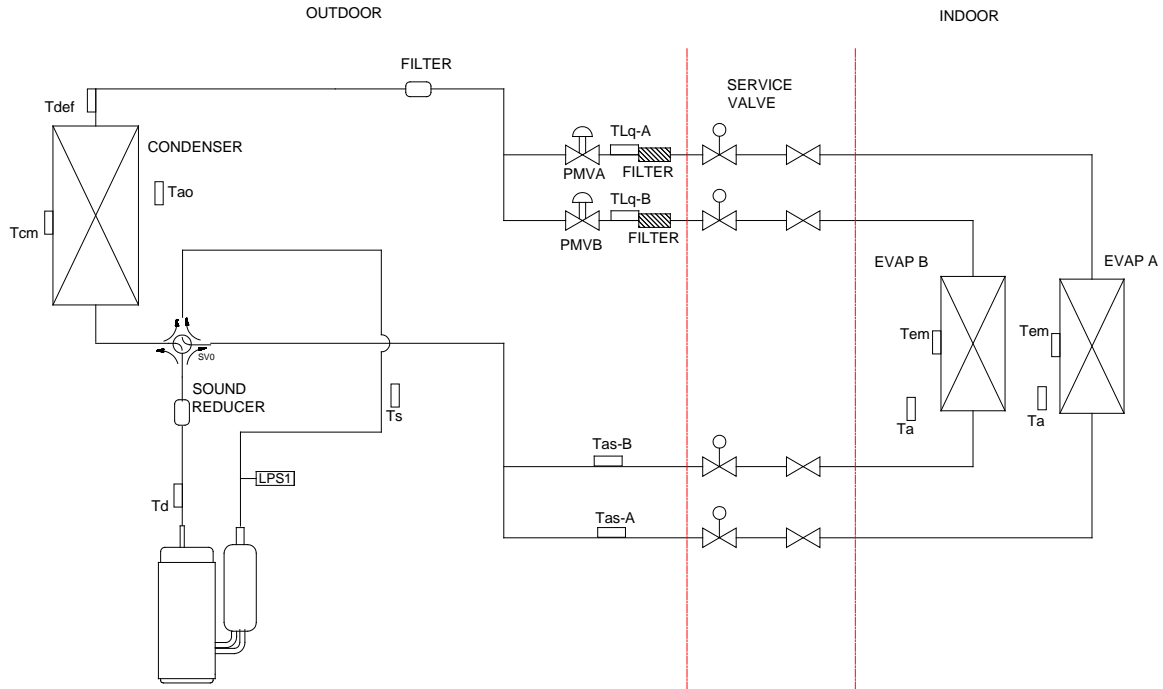 OUTDOOR
INDOOR
FILTER
SERVICE
VALVE
Tdef
TLq-A
CONDENSER
PMVA
FILTER
Tao
TLq-B
Tcm
PMVB
FILTER
EVAP B
EVAP A
Tem
Tem
SV0
SOUND
REDUCER
Ts
Ta
Ta
Tas-B
LPS1
Td
Tas-A